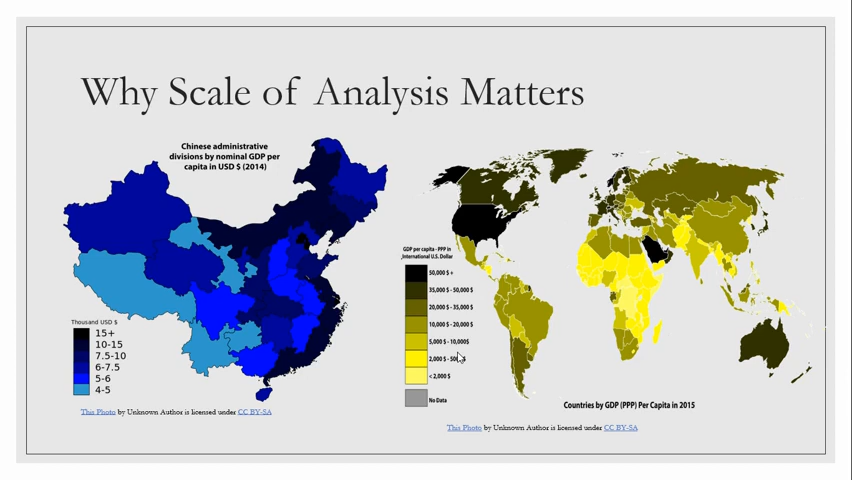 Why Scale of Analysis Matters
Chinese administrative
divisions by nominal GDP per
capita in USD $ (2014)
Thousand USD $
15+
10-15
7.5-10
6-7.5
5-6
4-5
This Photo by Unknown Author is licensed under CC BY-SA
GDP per capita - PPP in
International U.S. Dollar
50,000 $ +
35,000 $ - 50,000 $
20,000 $ - 35,000 $
10,000 $ - 20,000 $
5,000 $ - 10,000$
2,000 $ -
< 2,000 $
No Data
Countries by GDP (PPP) Per Capita in 2015
This Photo by Unknown Author is licensed under CC BY-SA